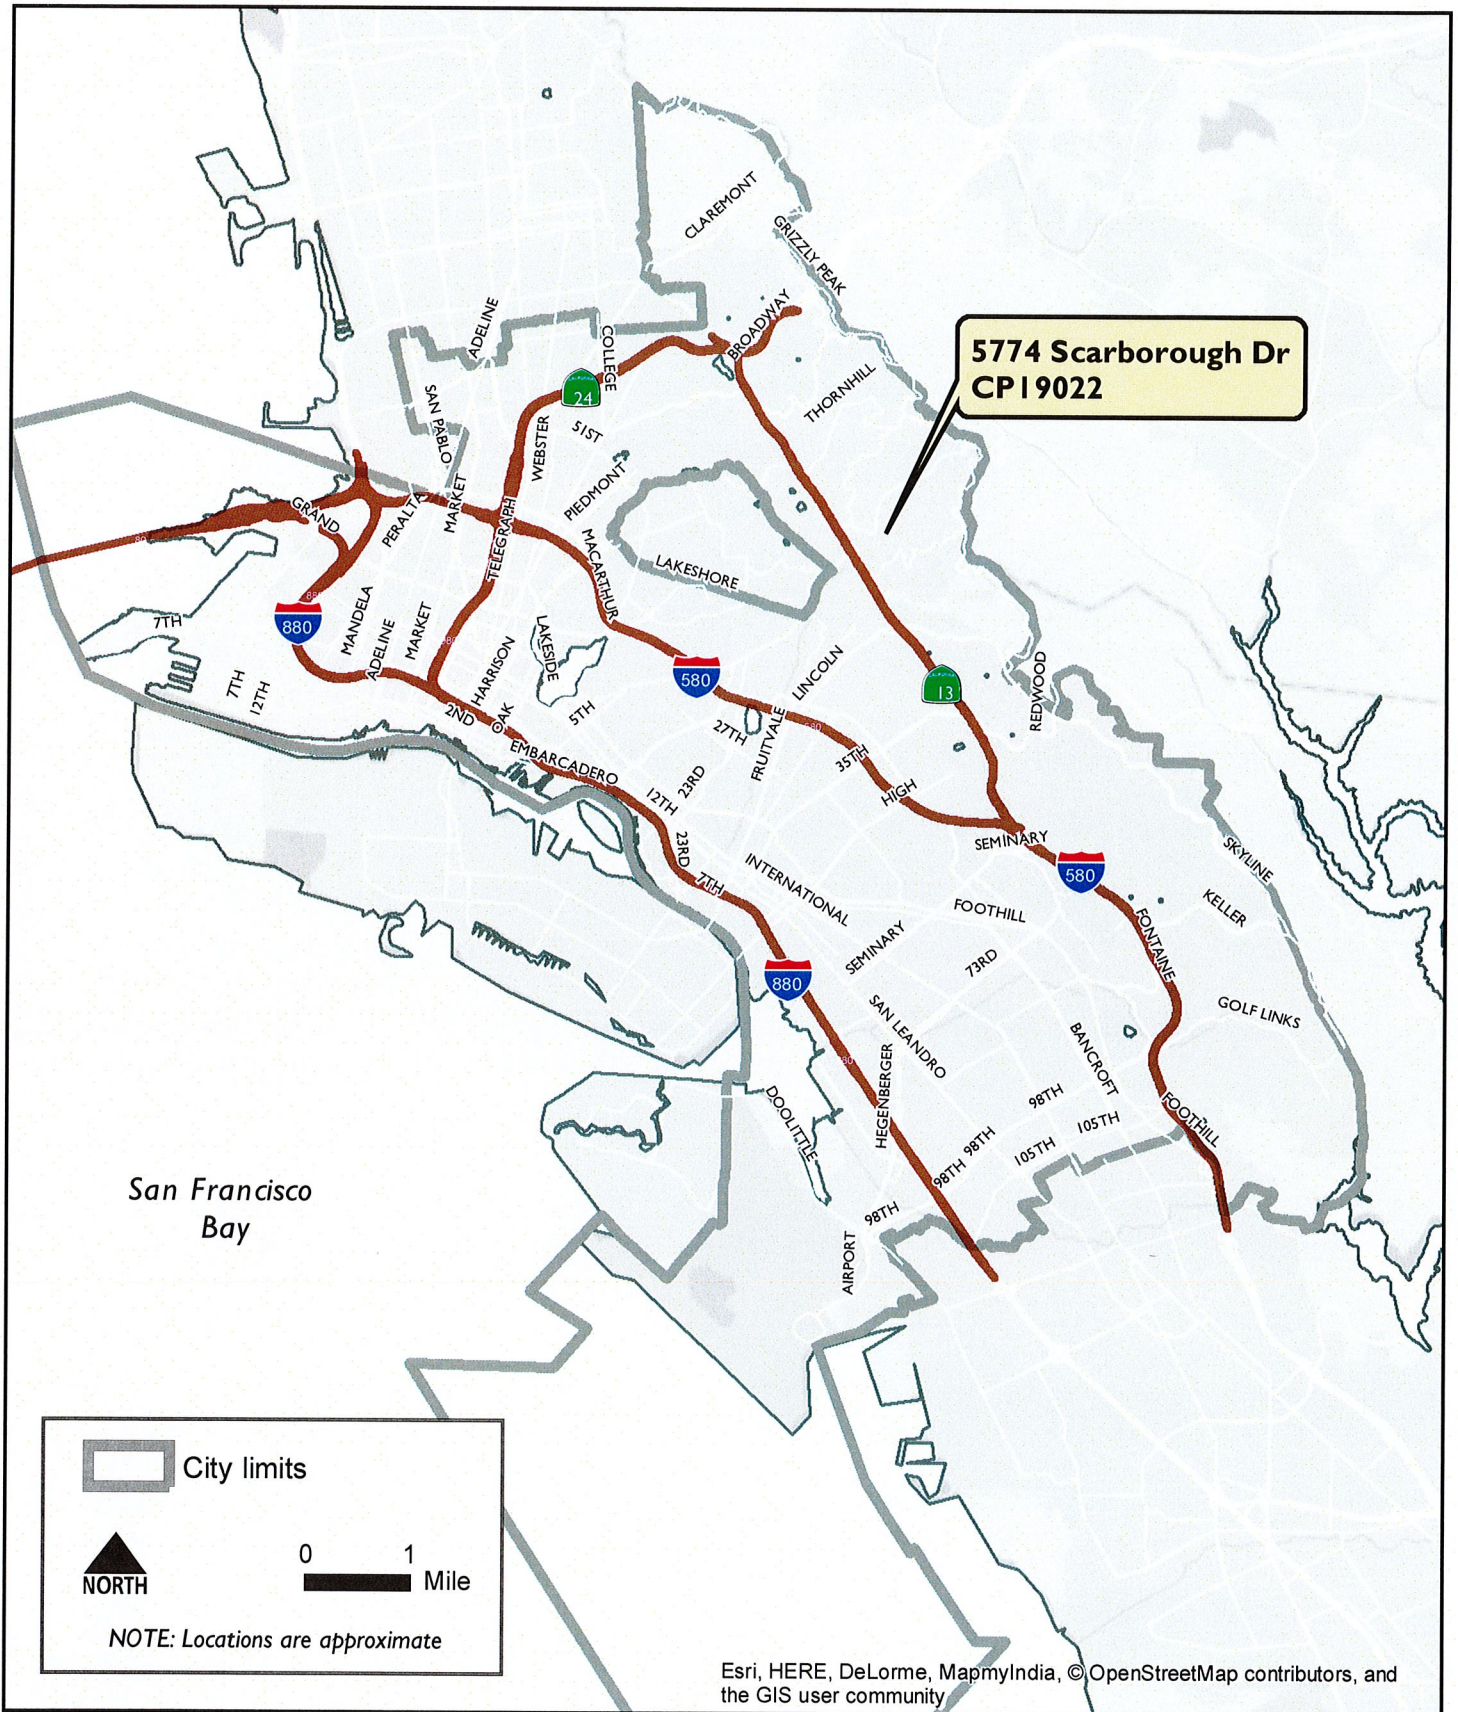 CLAREMONT
GRIZZLY PEAK
ADELINE
COLLEGE
BROADWAY
5774 Scarborough Dr
CP19022
THORNHILL
24
SAN PABLO
WEBSTER
51ST
PIEDMONT
MARKET
PERALTA
GRAND
80
TELEGRAPH
MACARTHUR
LAKESHORE
880
880
7TH
MANDELA
ADELINE
MARKET
980
HARRISON
LAKESIDE
580
LINCOLN
13
REDWOOD
7TH
12TH
2ND
OAK
5TH
27TH
FRUITVALE
580
35TH
EMBARCADERO
12TH
23RD
HIGH
23RD
7TH
SEMINARY
580
SKYLINE
KELLER
INTERNATIONAL
FOOTHILL
SEMINARY
73RD
FONTAINE
880
SAN LEANDRO
GOLF LINKS
880
HEGENBERGER
BANCROFT
DOOLITTLE
98TH
105TH
FOOTHILL
98TH
105TH
98TH
98TH
AIRPORT
San Francisco
Bay
City limits
NORTH
0 1
Mile
NOTE: Locations are approximate
Esri, HERE, DeLorme, MapmyIndia, © OpenStreetMap contributors, and
the GIS user community